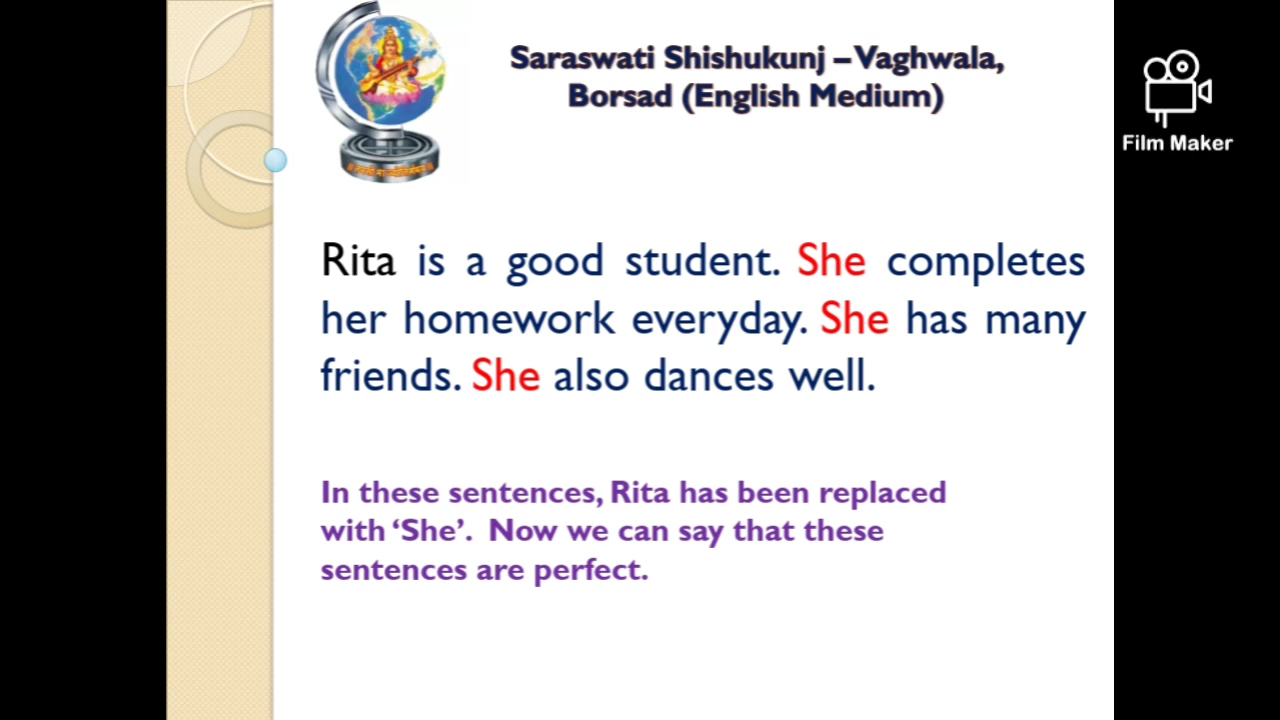 Saraswati Shishukunj – Vaghwala,
Borsad (English Medium)
Film Maker
Rita is a good student. She completes
her homework everyday. She has many
friends. She also dances well.
In these sentences, Rita has been replaced
with ‘She’. Now we can say that these
sentences are perfect.